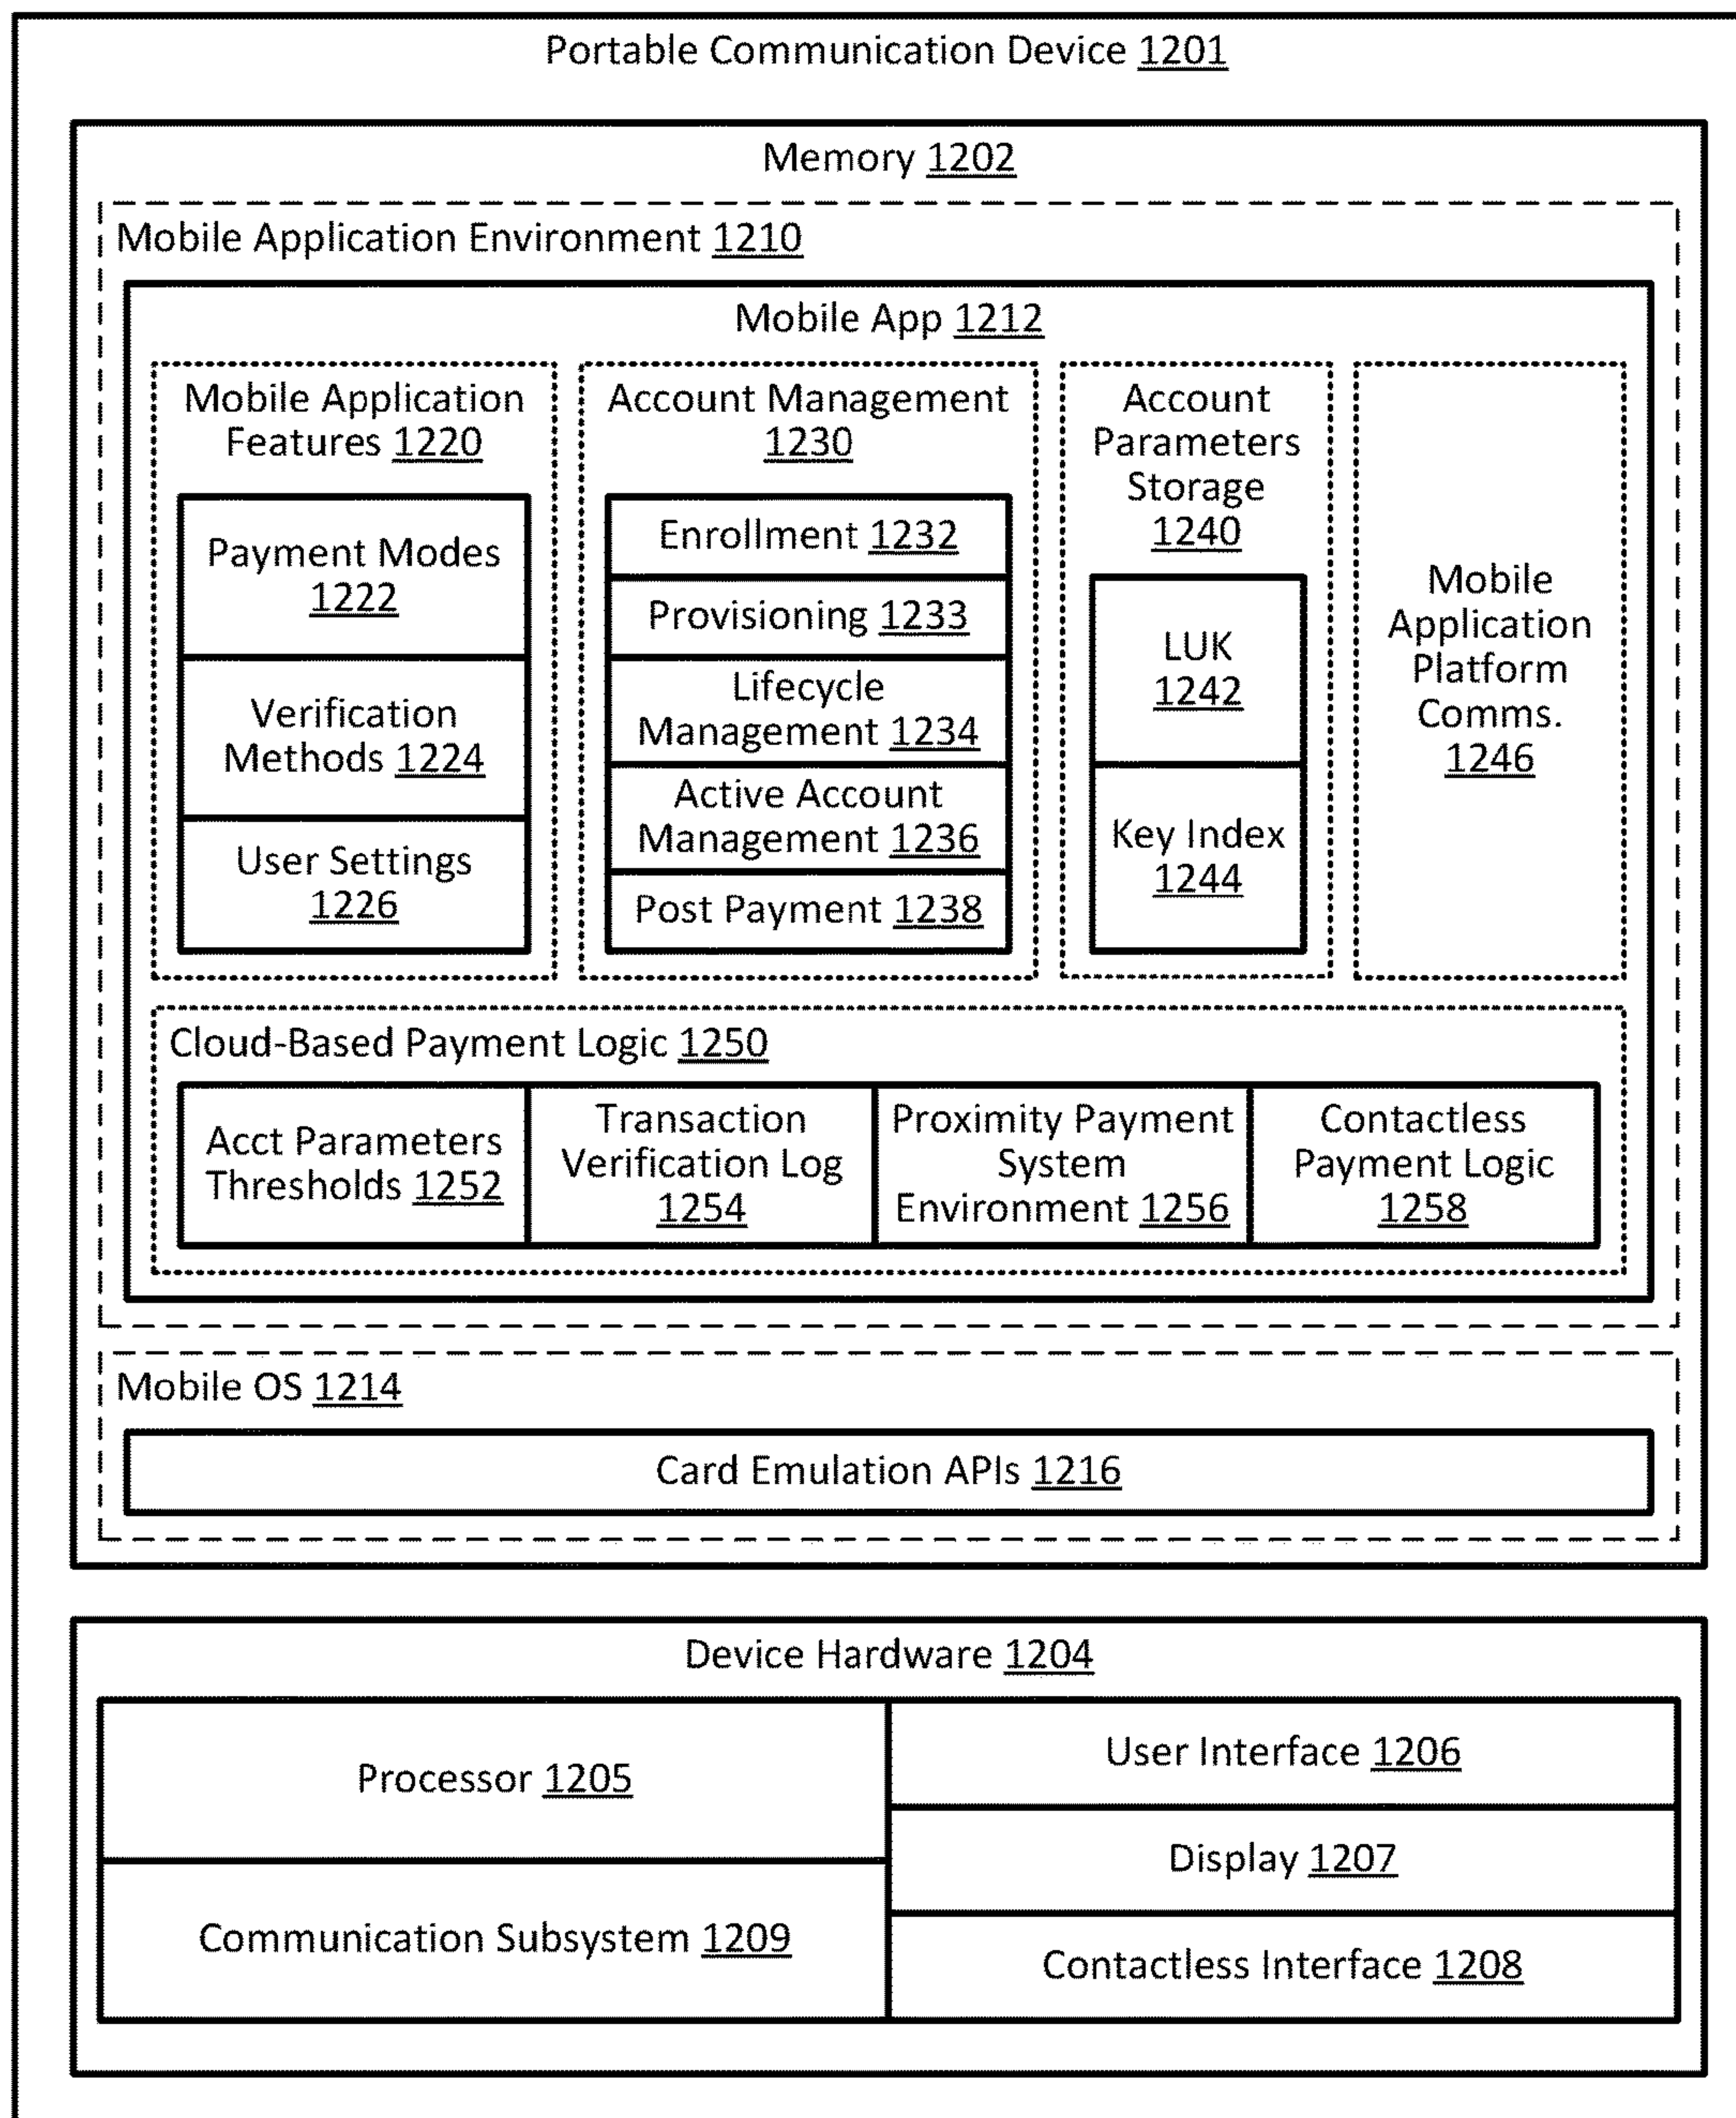 Portable Communication Device 1201
Memory 1202
Mobile Application Environment 1210
Mobile App 1212
Mobile Application
Features 1220
Payment Modes
1222
Verification
Methods 1224
User Settings
1226
Account Management
1230
Enrollment 1232
Provisioning 1233
Lifecycle
Management 1234
Active Account
Management 1236
Post Payment 1238
Account
Parameters
Storage
1240
LUK
1242
Key Index
1244
Mobile
Application
Platform
Comms.
1246
Cloud-Based Payment Logic 1250
Acct Parameters
Thresholds 1252
Transaction
Verification Log
1254
Proximity Payment
System
Environment 1256
Contactless
Payment Logic
1258
Mobile OS 1214
Card Emulation APIs 1216
Device Hardware 1204
Processor 1205
Communication Subsystem 1209
User Interface 1206
Display 1207
Contactless Interface 1208